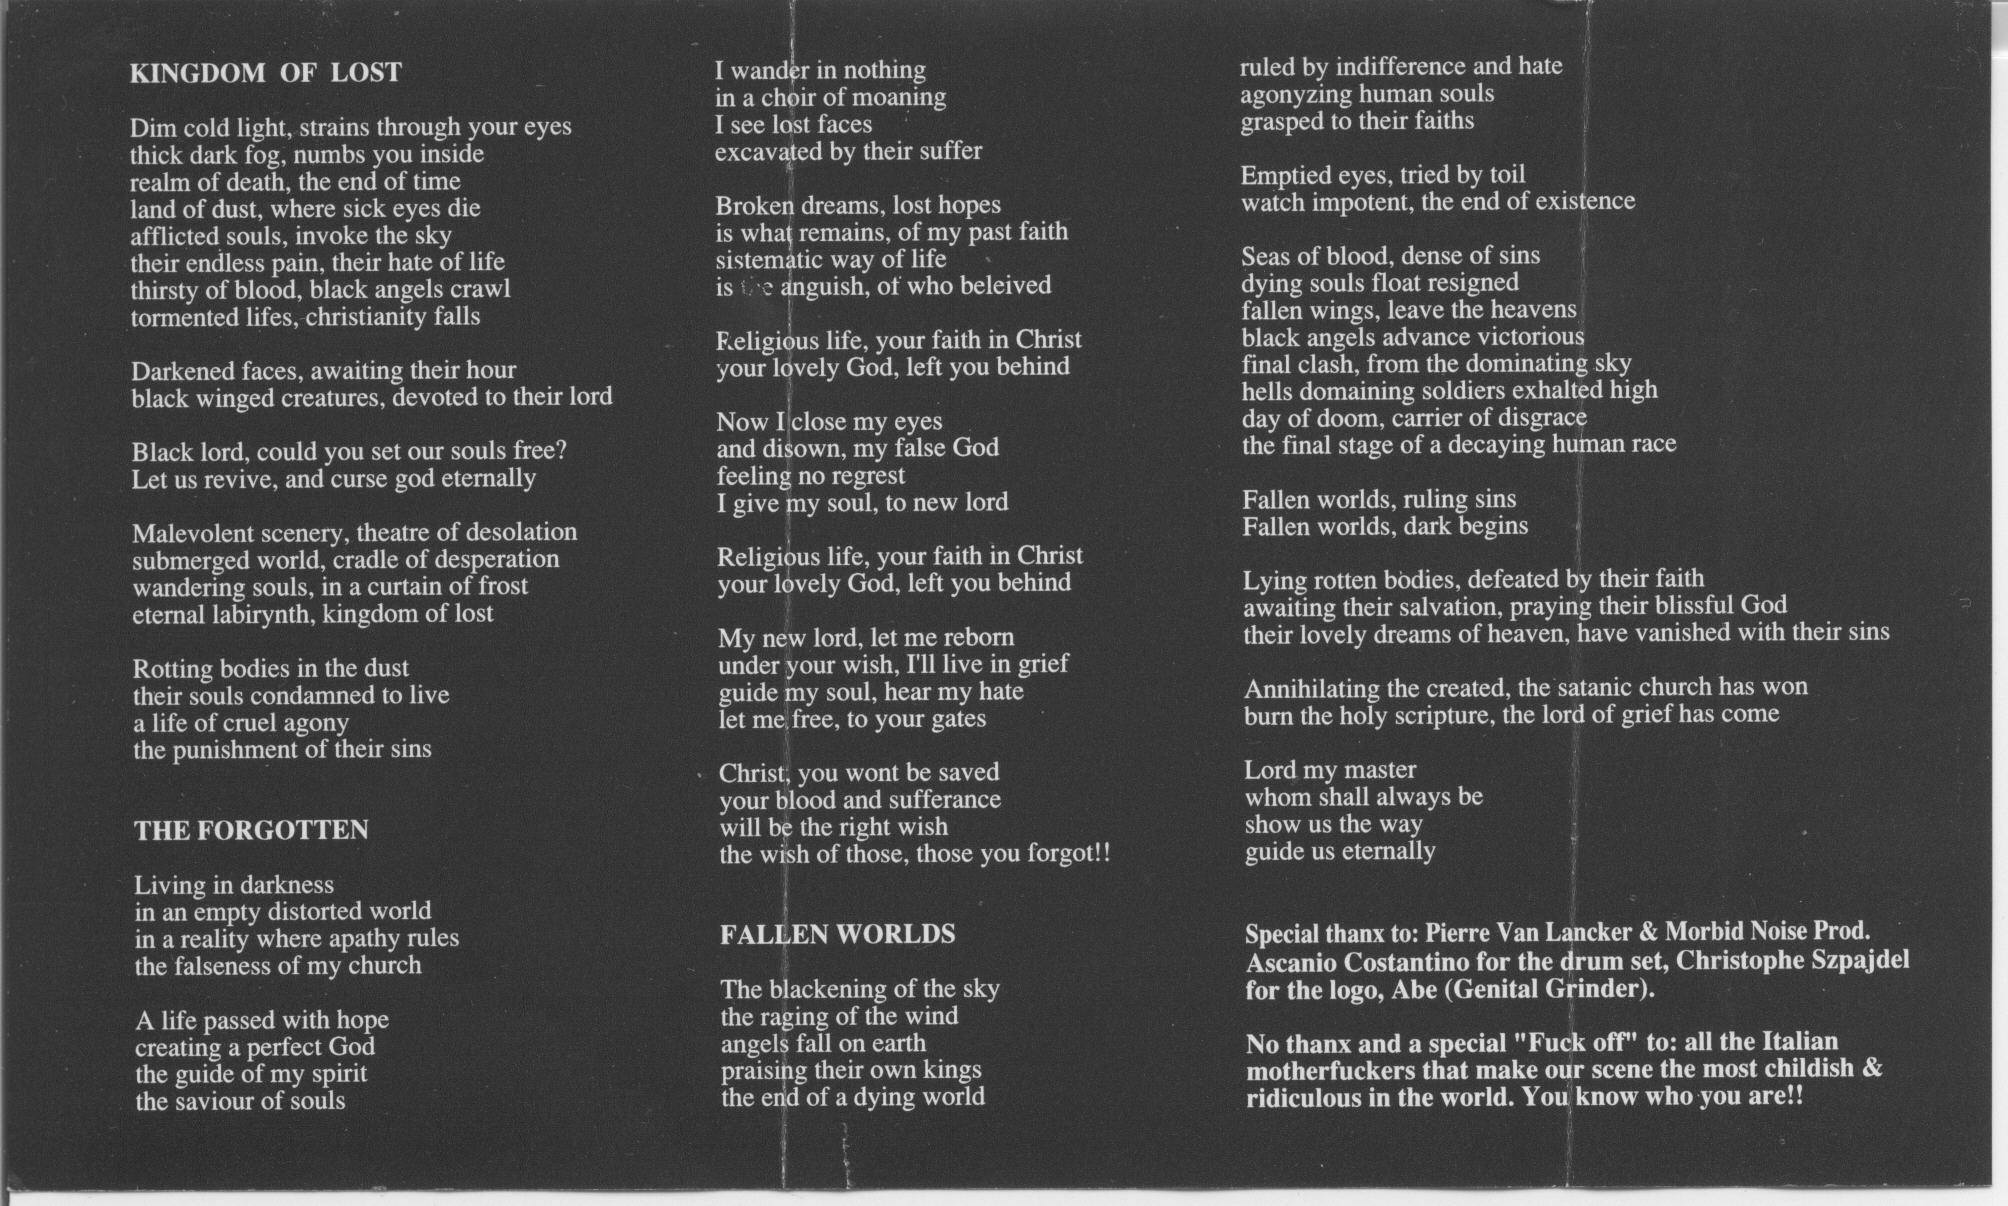 KINGDOM OF LOST
Dim cold light, strains through your eyes
thick dark fog, numbs you inside
realm of death, the end of time
land of dust, where sick eyes die
afflicted souls, invoke the sky
their endless pain, their hate of life
thirsty of blood, black angels crawl
tormented lifes, christianity falls
Darkened faces, awaiting their hour
black winged creatures, devoted to their lord
Black lord, could you set our souls free?
Let us revive, and curse god eternally
Malevolent scenery, theatre of desolation
submerged world, cradle of desperation
wandering souls, in a curtain of frost
eternal labirynth, kingdom of lost
Rotting bodies in the dust
their souls condamned to live
a life of cruel agony
the punishment of their sins
THE FORGOTTEN
Living in darkness
in an empty distorted world
in a reality where apathy rules
the falseness of my church
A life passed with hope
creating a perfect God
the guide of my spirit
the saviour of souls
I wander in nothing
in a choir of moaning
I see lost faces
excavated by their suffer
Broken dreams, lost hopes
is what remains, of my past faith
sistematic way of life
is the anguish, of who beleived
Religious life, your faith in Christ
your lovely God, left you behind
Now I close my eyes
and disown, my false God
feeling no regrest
I give my soul, to new lord
Religious life, your faith in Christ
your lovely God, left you behind
My new lord, let me reborn
under your wish, I'll live in grief
guide my soul, hear my hate
let me free, to your gates
Christ, you wont be saved
your blood and sufferance
will be the right wish
the wish of those, those you forgot!!
FALLEN WORLDS
The blackening of the sky
the raging of the wind
angels fall on earth
praising their own kings
the end of a dying world
ruled by indifference and hate
agonyzing human souls
grasped to their faiths
Emptied eyes, tried by toil
watch impotent, the end of existence
Seas of blood, dense of sins
dying souls float resigned
fallen wings, leave the heavens
black angels advance victorious
final clash, from the dominating sky
hells domaining soldiers exhalted high
day of doom, carrier of disgrace
the final stage of a decaying human race
Fallen worlds, ruling sins
Fallen worlds, dark begins
Lying rotten bodies, defeated by their faith
awaiting their salvation, praying their blissful God
their lovely dreams of heaven, have vanished with their sins
Annihilating the created, the satanic church has won
burn the holy scripture, the lord of grief has come
Lord my master
whom shall always be
show us the way
guide us eternally
Special thanx to: Pierre Van Lancker & Morbid Noise Prod.
Ascanio Costantino for the drum set, Christophe Szpajdel
for the logo, Abe (Genital Grinder).
No thanx and a special "Fuck off" to: all the Italian
motherfuckers that make our scene the most childish &
ridiculous in the world. You know who you are!!